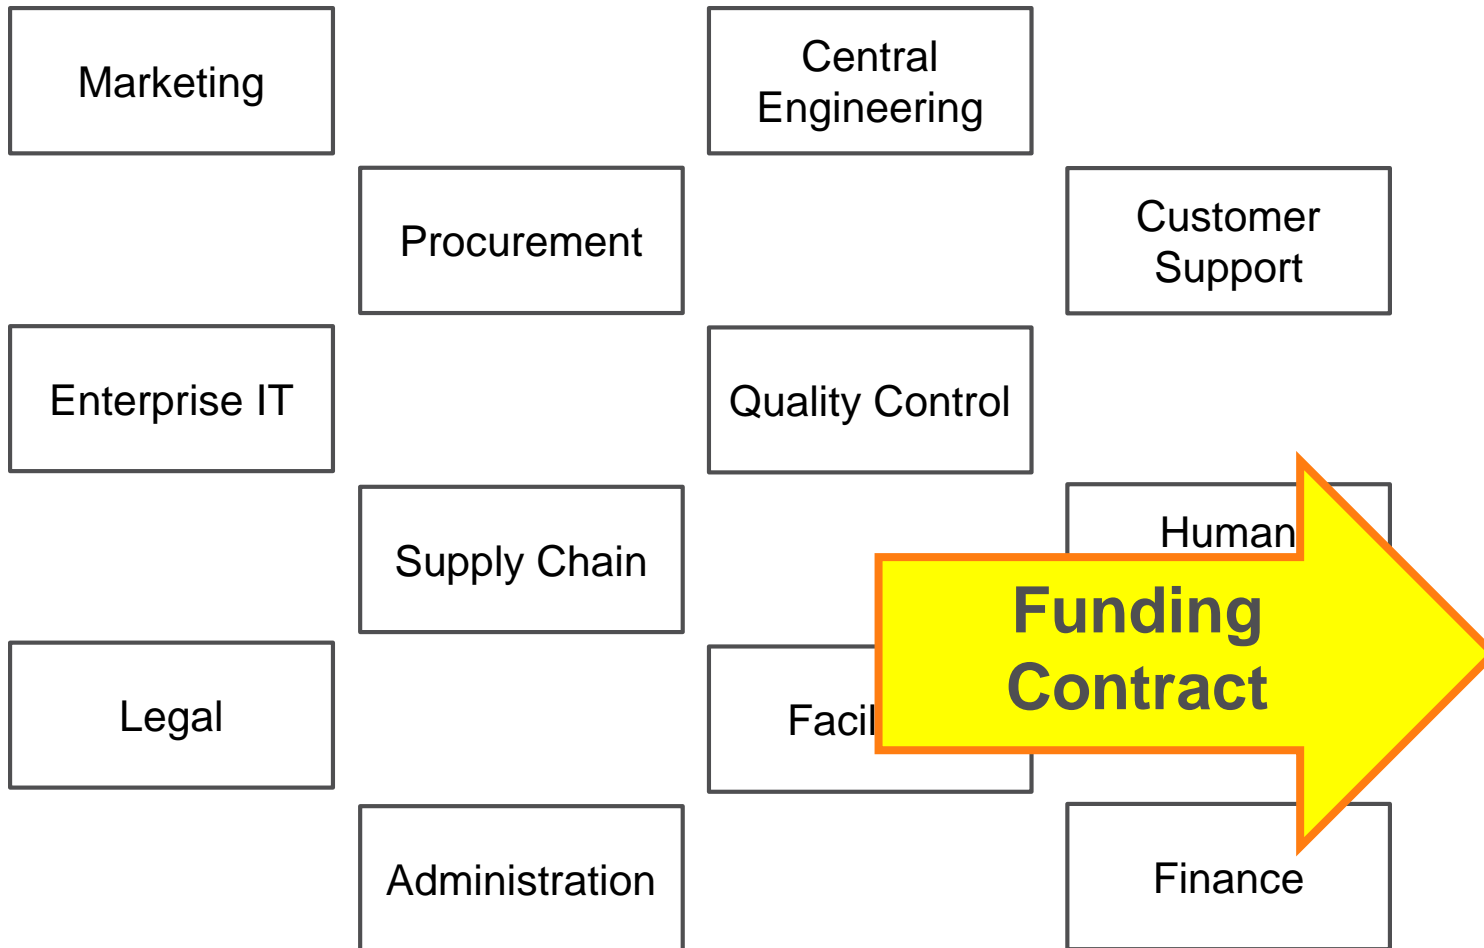 Marketing
Central
Engineering
Procurement
Customer
Support
Enterprise IT
Quality Control
Supply Chain
Human
Funding
Contract
Legal
Administration
Finance